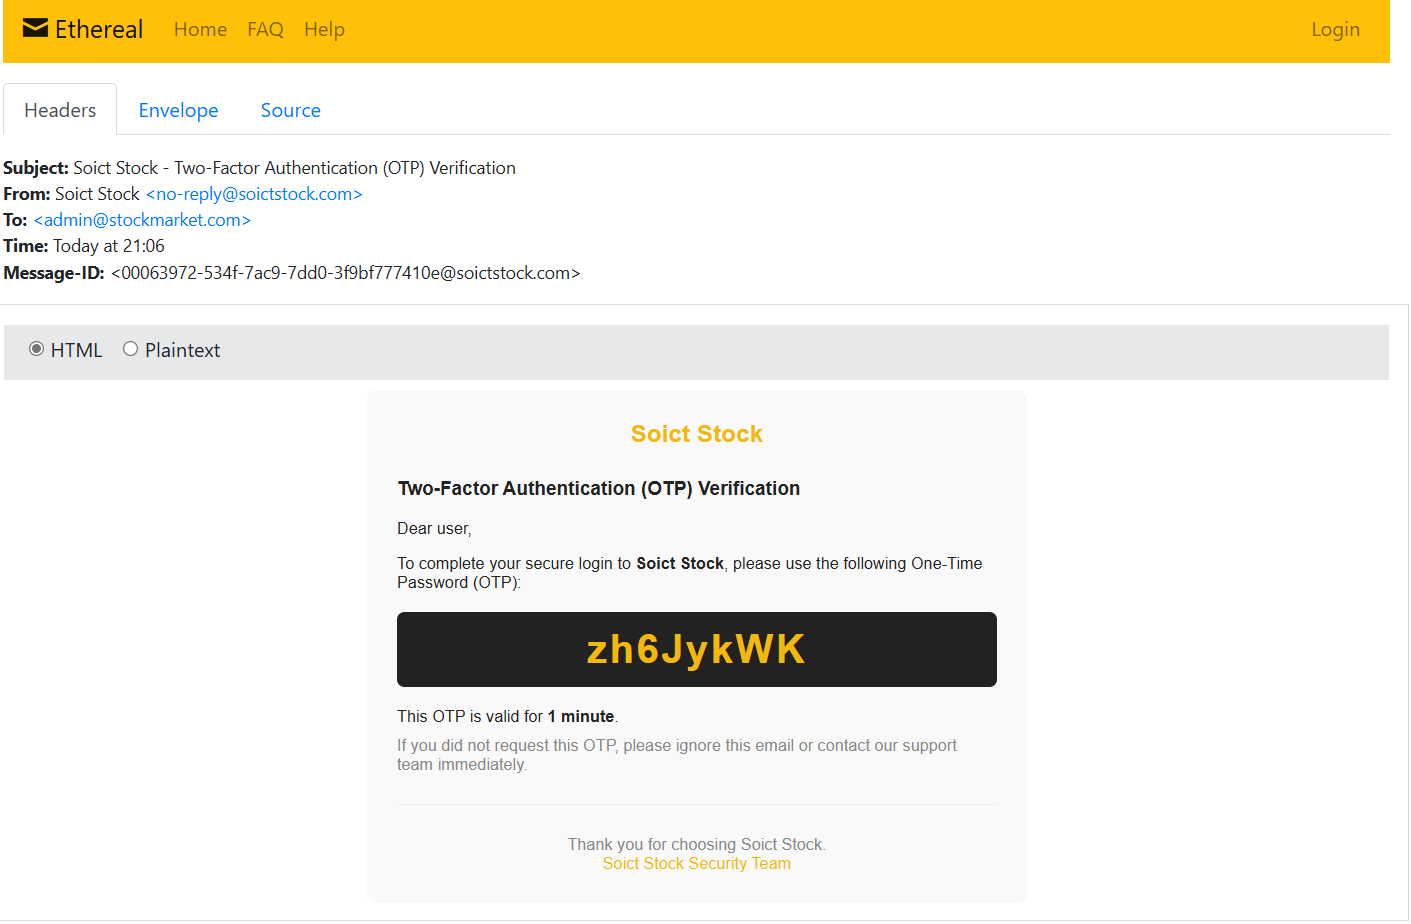 Ethereal Home FAQ Help Login
Headers Envelope Source
Subject: Soict Stock - Two-Factor Authentication (OTP) Verification
From: Soict Stock <no-reply@soictstock.com>
To: <admin@stockmarket.com>
Time: Today at 21:06
Message-ID: <00063972-534f-7ac9-7dd0-3f9bf777410e@soictstock.com>
HTML Plaintext
Soict Stock
Two-Factor Authentication (OTP) Verification
Dear user,
To complete your secure login to Soict Stock, please use the following One-Time
Password (OTP):
zh6JykWK
This OTP is valid for 1 minute.
If you did not request this OTP, please ignore this email or contact our support
team immediately.
Thank you for choosing Soict Stock.
Soict Stock Security Team